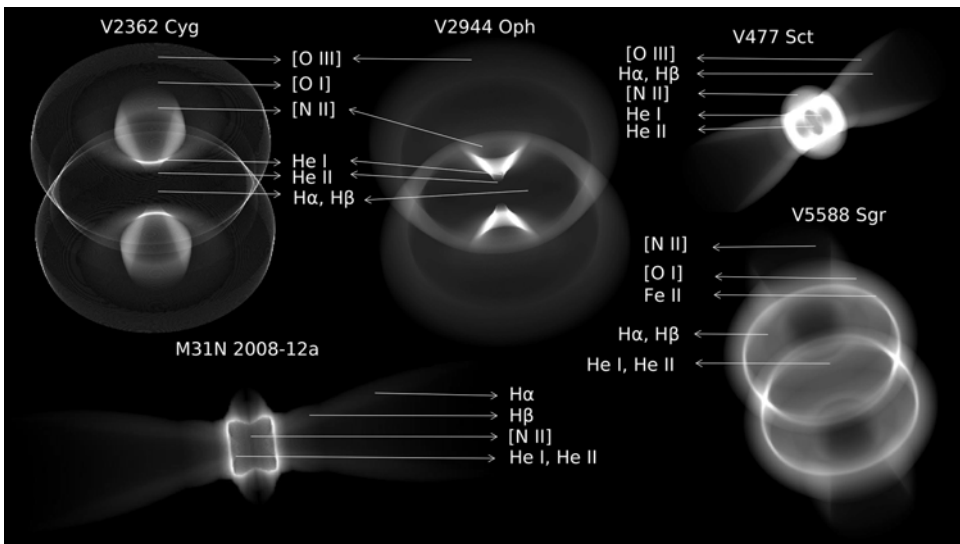 V2362 Cyg
V2944 Oph
V477 Sct
[O III]
[O I]
[N II]
He I
He II
Hα, Hβ
[O III]
Hα, Hβ
[N II]
He I
He II
V5588 Sgr
[N II]
[O I]
Fe II
Hα, Hβ
He I, He II
M31N 2008-12a
Hα
Hβ
[N II]
He I, He II